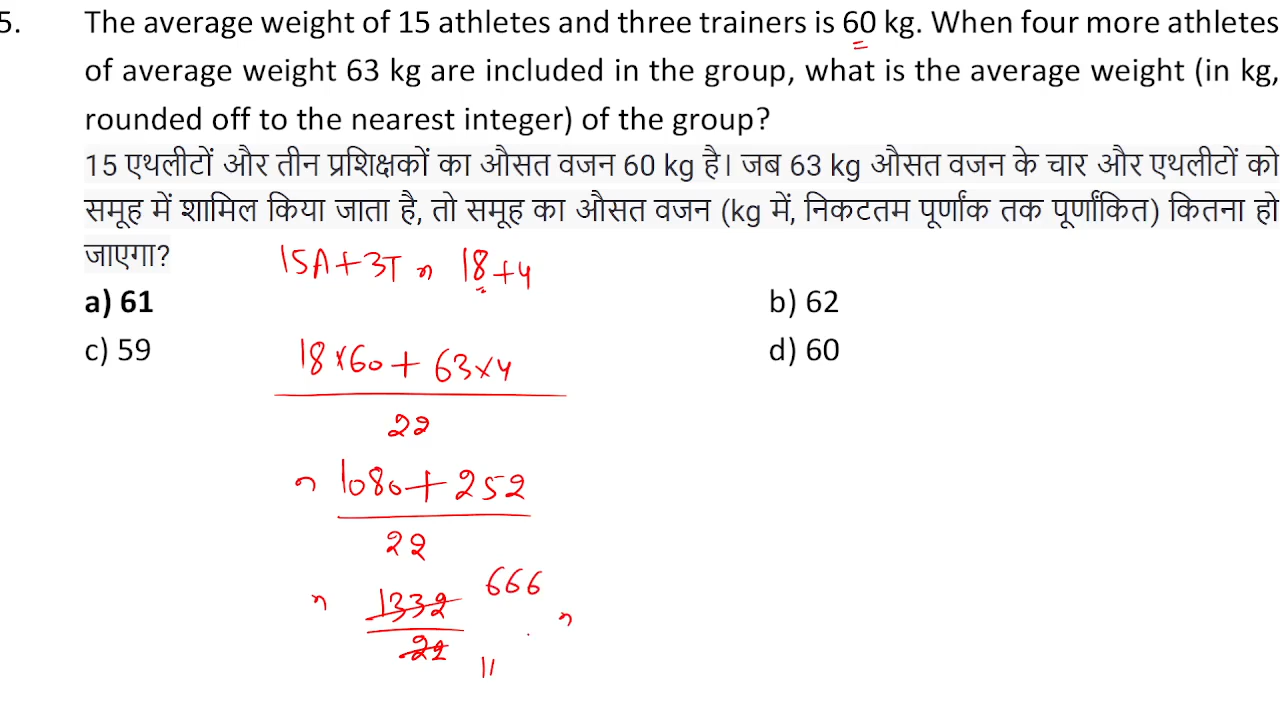 5. The average weight of 15 athletes and three trainers is 60 kg. When four more athletes
of average weight 63 kg are included in the group, what is the average weight (in kg,
rounded off to the nearest integer) of the group?
15 एथलीटों और तीन प्रशिक्षकों का औसत वजन 60 kg है। जब 63 kg औसत वजन के चार और एथलीटों को
समूह में शामिल किया जाता है, तो समूह का औसत वजन (kg में, निकटतम पूर्णांक तक पूर्णांकित) कितना हो
जाएगा?
15A+3T = 18+4
a) 61 b) 62
c) 59 d) 60
18×60+63×4
22
= 1080+252
22
666
= 1332 =
22
11